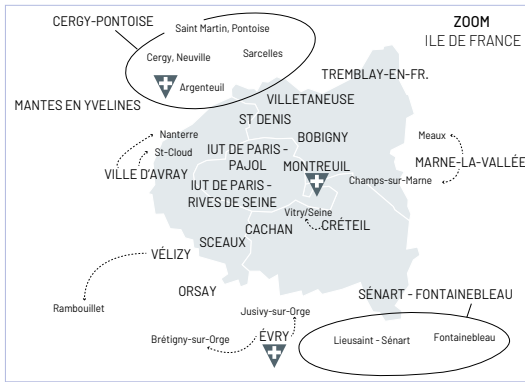 CERGY-PONTOISE
Saint Martin, Pontoise
Cergy, Neuville
Sarcelles
Argenteuil
ZOOM
ILE DE FRANCE
TREMBLAY-EN-FR.
MANTES EN YVELINES
VILLETANEUSE
ST DENIS
BOBIGNY
Nanterre
St-Cloud
VILLE D'AVRAY
IUT DE PARIS -
PAJOL
MONTREUIL
Meaux
MARNE-LA-VALLÉE
Champs-sur-Marne
IUT DE PARIS -
RIVES DE SEINE
Vitry/Seine
CRÉTEIL
CACHAN
SCEAUX
VÉLIZY
ORSAY
Rambouillet
SÉNART - FONTAINEBLEAU
Jusivy-sur-Orge
Brétigny-sur-Orge
ÉVRY
Lieusaint - Sénart
Fontainebleau